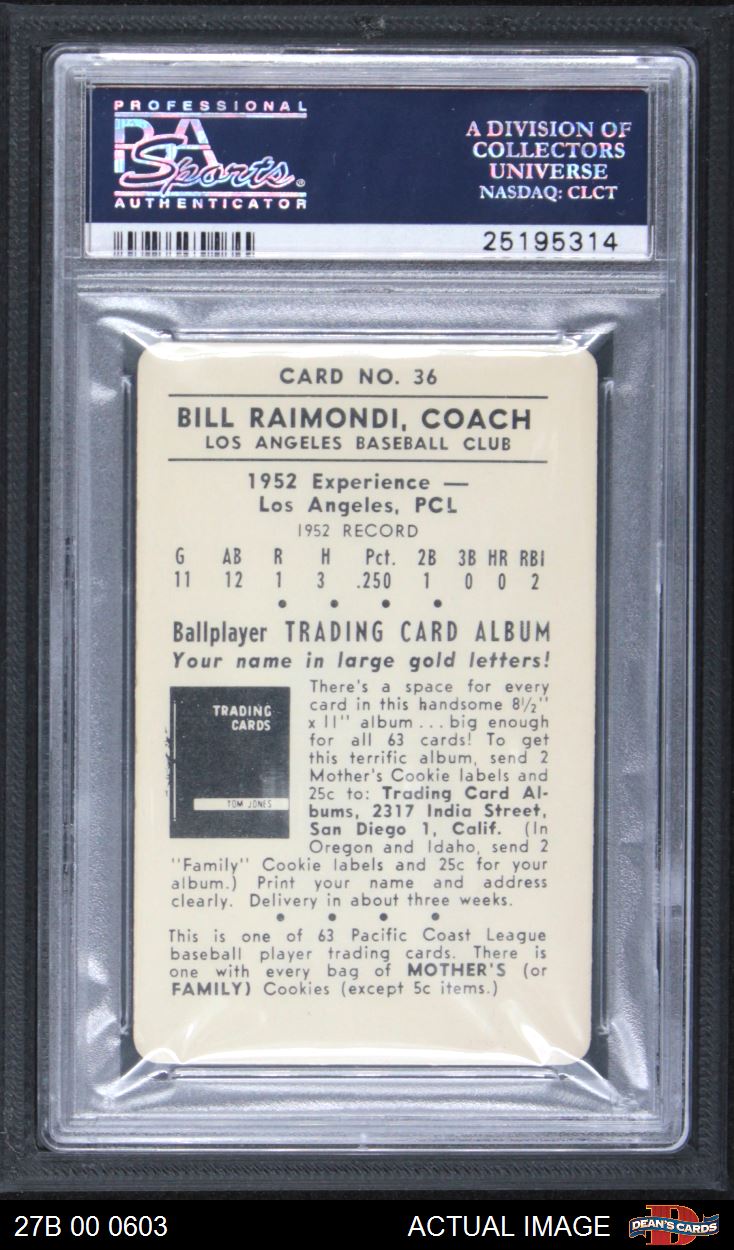 PROFESSIONAL
PSA
Sports®
AUTHENTICATOR
A DIVISION OF
COLLECTORS
UNIVERSE
NASDAQ: CLCT
25195314
CARD NO. 36
BILL RAIMONDI, COACH
LOS ANGELES BASEBALL CLUB
1952 Experience —
Los Angeles, PCL
1952 RECORD
G AB R H Pct. 2B 3B HR RBI
11 12 1 3 .250 1 0 0 2
• • • •
Ballplayer TRADING CARD ALBUM
Your name in large gold letters!
TRADING
CARDS
TOM JONES
There's a space for every
card in this handsome 8½"
x 11" album ... big enough
for all 63 cards! To get
this terrific album, send 2
Mother's Cookie labels and
25c to: Trading Card Al-
bums, 2317 India Street,
San Diego 1, Calif. (In
Oregon and Idaho, send 2
"Family" Cookie labels and 25c for your
album.) Print your name and address
clearly. Delivery in about three weeks.
• • • •
This is one of 63 Pacific Coast League
baseball player trading cards. There is
one with every bag of MOTHER'S (or
FAMILY) Cookies (except 5c items.)
27B 00 0603
ACTUAL IMAGE
DEAN'S CARDS